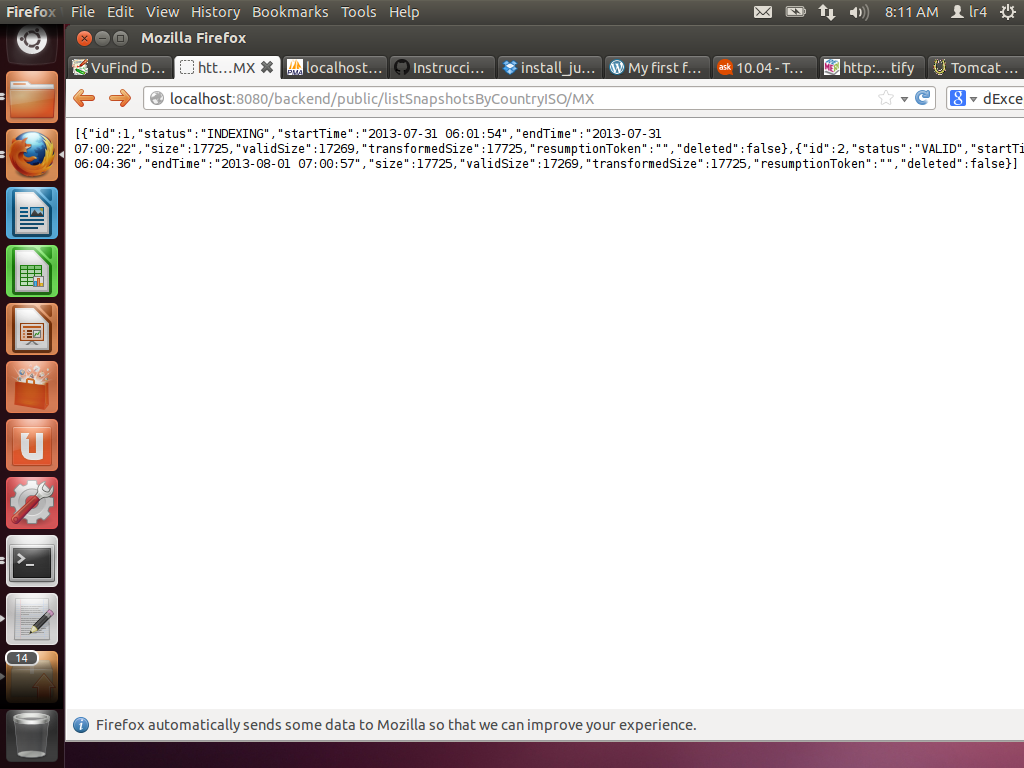 Firefox File Edit View History Bookmarks Tools Help 8:11 AM lr4
Mozilla Firefox
VuFind D... htt...MX localhost... Instrucci... install_ju... My first f... 10.04 - T... http:...tify Tomcat ...
localhost:8080/backend/public/listSnapshotsByCountryISO/MX dExce
[{"id":1,"status":"INDEXING","startTime":"2013-07-31 06:01:54","endTime":"2013-07-31
07:00:22","size":17725,"validSize":17269,"transformedSize":17725,"resumptionToken":"","deleted":false},{"id":2,"status":"VALID","startTi
06:04:36","endTime":"2013-08-01 07:00:57","size":17725,"validSize":17269,"transformedSize":17725,"resumptionToken":"","deleted":false}]
14
Firefox automatically sends some data to Mozilla so that we can improve your experience.